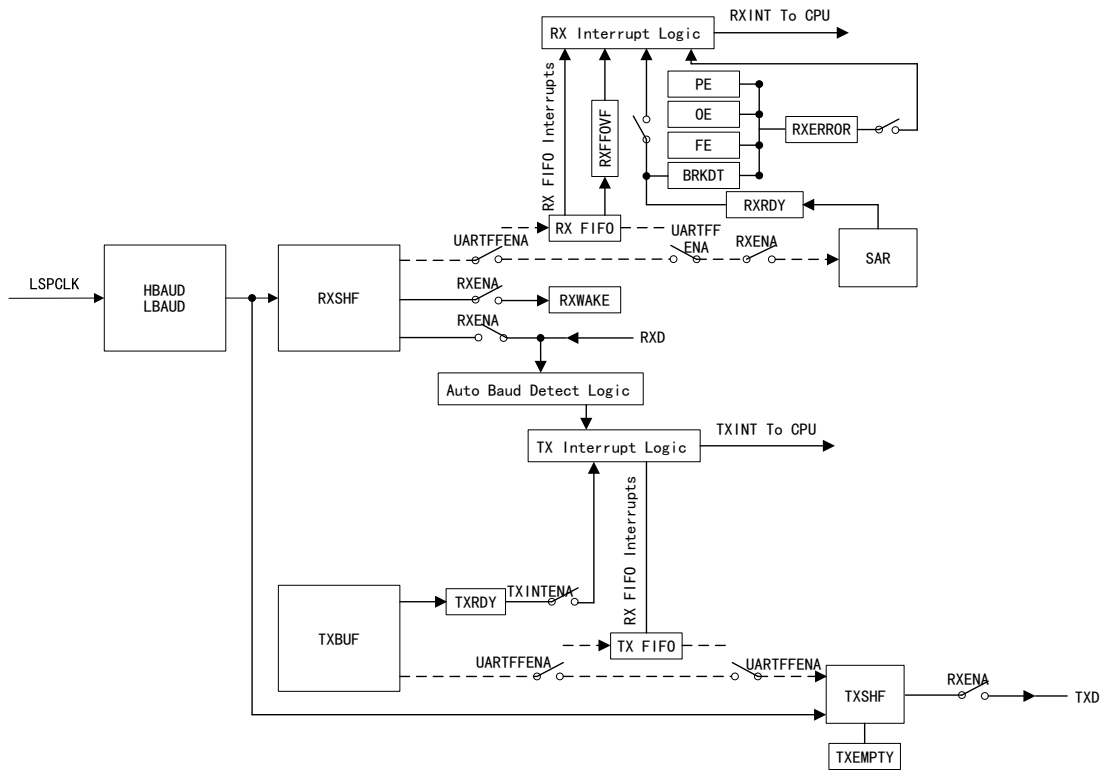 RXINT To CPU
RX Interrupt Logic
RX FIFO Interrupts
RXFFOVF
PE
OE
FE
BRKDT
RXERROR
RXRDY
RX FIFO
UARTFFENA
UARTFF
ENA
RXENA
SAR
LSPCLK
HBAUD
LBAUD
RXSHF
RXENA
RXWAKE
RXENA
RXD
Auto Baud Detect Logic
TX Interrupt Logic
TXINT To CPU
RX FIFO Interrupts
TXBUF
TXRDY
TXINTENA
TX FIFO
UARTFFENA
UARTFFENA
TXSHF
RXENA
TXD
TXEMPTY